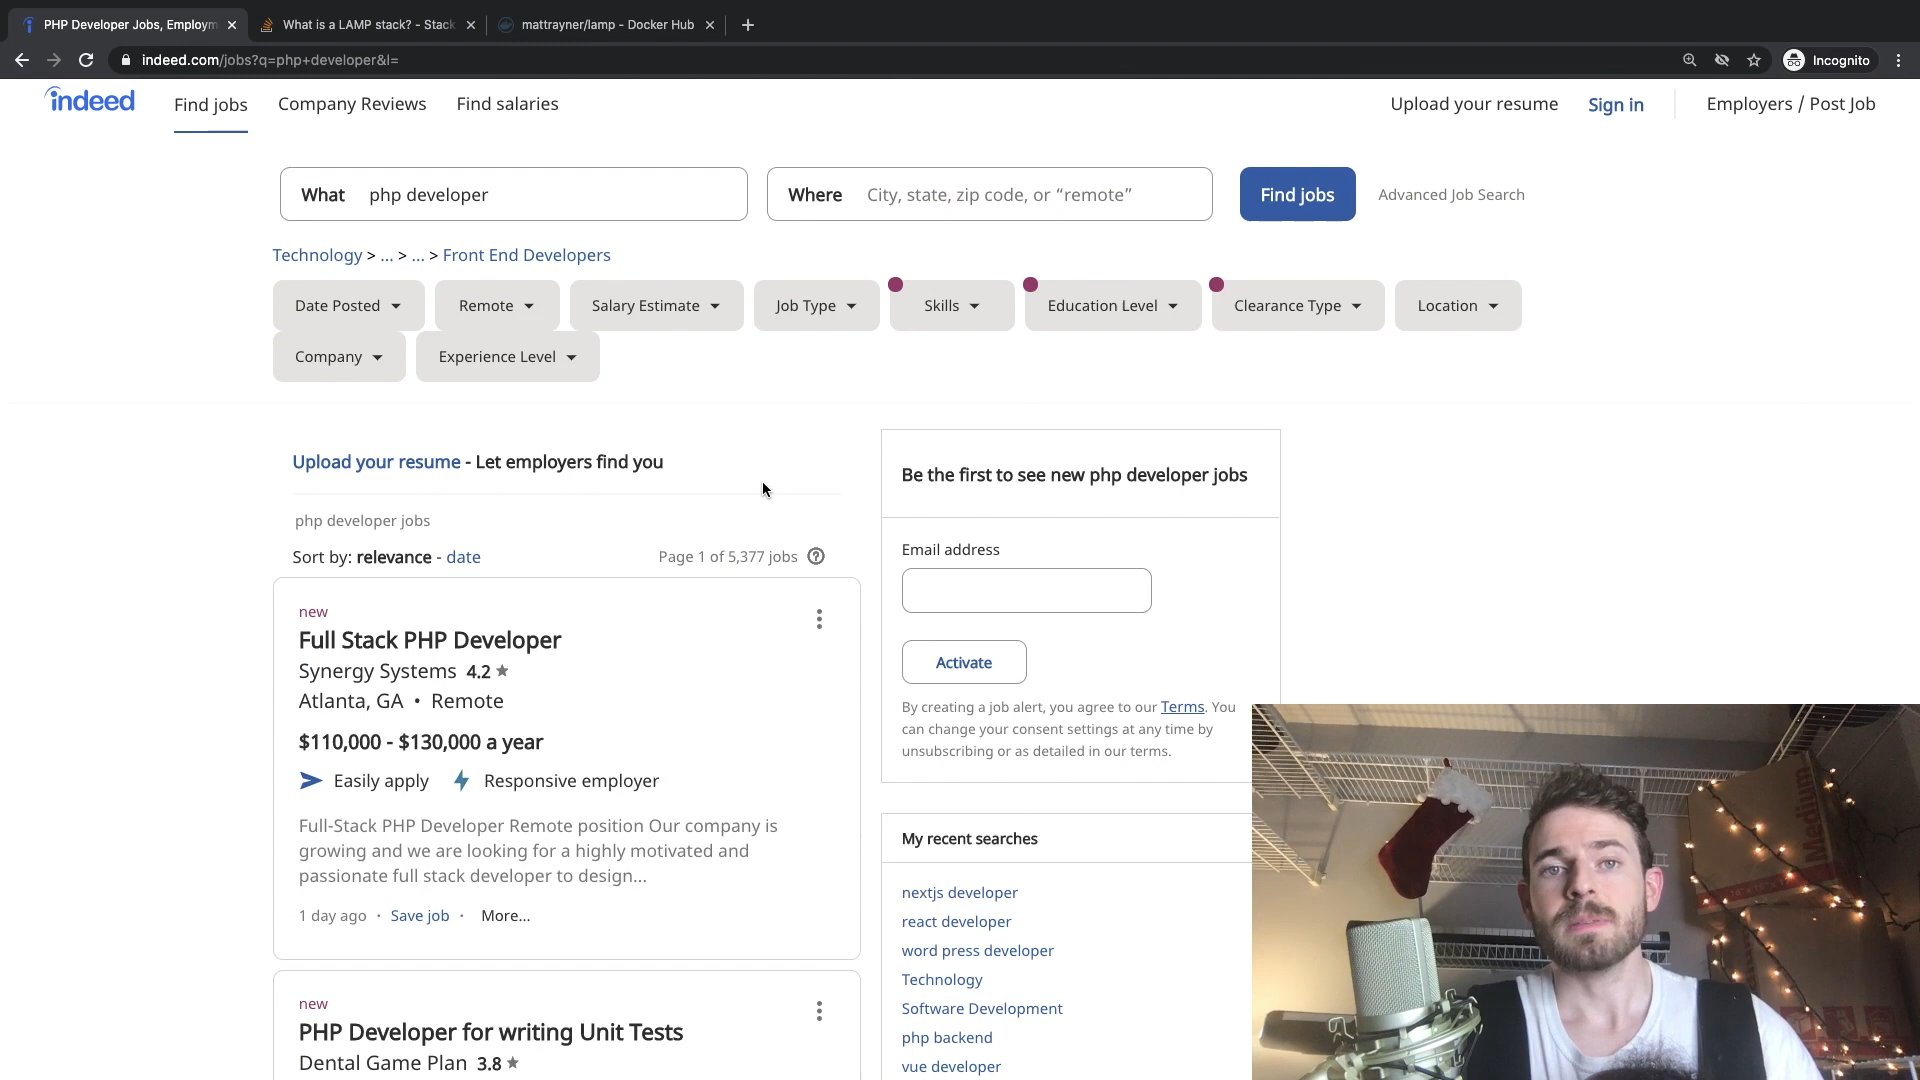 PHP Developer Jobs, Employm
What is a LAMP stack? - Stack
mattrayner/lamp - Docker Hub
indeed.com/jobs?q=php+developer&l=
Incognito
indeed
Find jobs
Company Reviews
Find salaries
Upload your resume
Sign in
Employers / Post Job
What php developer
Where City, state, zip code, or “remote”
Find jobs
Advanced Job Search
Technology > ... > ... > Front End Developers
Date Posted
Remote
Salary Estimate
Job Type
Skills
Education Level
Clearance Type
Location
Company
Experience Level
Upload your resume - Let employers find you
php developer jobs
Sort by: relevance - date
Page 1 of 5,377 jobs
new
Full Stack PHP Developer
Synergy Systems 4.2
Atlanta, GA • Remote
$110,000 - $130,000 a year
Easily apply
Responsive employer
Full-Stack PHP Developer Remote position Our company is
growing and we are looking for a highly motivated and
passionate full stack developer to design...
1 day ago · Save job · More...
new
PHP Developer for writing Unit Tests
Dental Game Plan 3.8
Be the first to see new php developer jobs
Email address
Activate
By creating a job alert, you agree to our Terms. You
can change your consent settings at any time by
unsubscribing or as detailed in our terms.
My recent searches
nextjs developer
react developer
word press developer
Technology
Software Development
php backend
vue developer
Medium